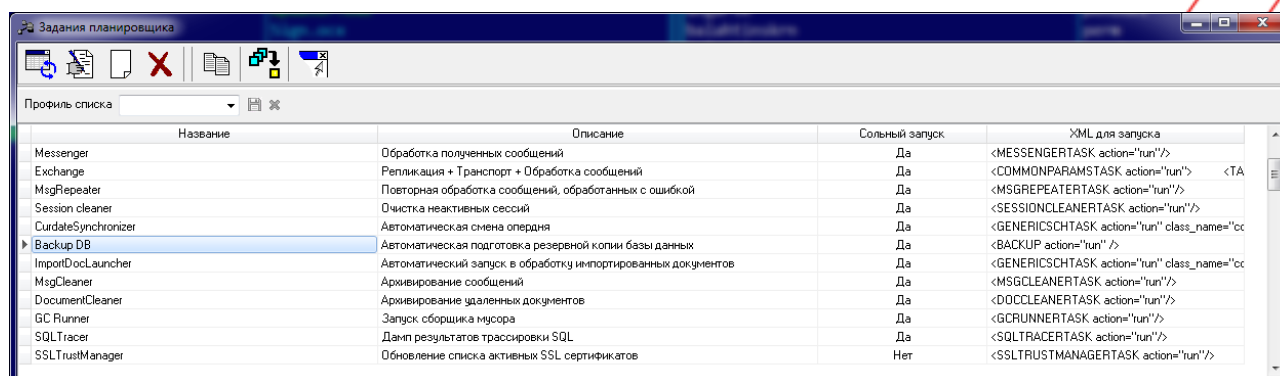 Задания планировщика
Профиль списка
Название Описание Сольный запуск XML для запуска
Messenger Обработка полученных сообщений Да <MESSENGERTASK action="run"/>
Exchange Репликация + Транспорт + Обработка сообщений Да <COMMONPARAMSTASK action="run"> <TA
MsgRepeater Повторная обработка сообщений, обработанных с ошибкой Да <MSGREPEATERTASK action="run"/>
Session cleaner Очистка неактивных сессий Да <SESSIONCLEANERTASK action="run"/>
CurdateSynchronizer Автоматическая смена опердня Да <GENERICSCHTASK action="run" class_name="co
Backup DB Автоматическая подготовка резервной копии базы данных Да <BACKUP action="run" />
ImportDocLauncher Автоматический запуск в обработку импортированных документов Да <GENERICSCHTASK action="run" class_name="co
MsgCleaner Архивирование сообщений Да <MSGCLEANERTASK action="run"/>
DocumentCleaner Архивирование удаленных документов Да <DOCCLEANERTASK action="run"/>
GC Runner Запуск сборщика мусора Да <GCRUNNERTASK action="run"/>
SQLTracer Дамп результатов трассировки SQL Да <SQLTRACERTASK action="run"/>
SSLTrustManager Обновление списка активных SSL сертификатов Нет <SSLTRUSTMANAGERTASK action="run"/>